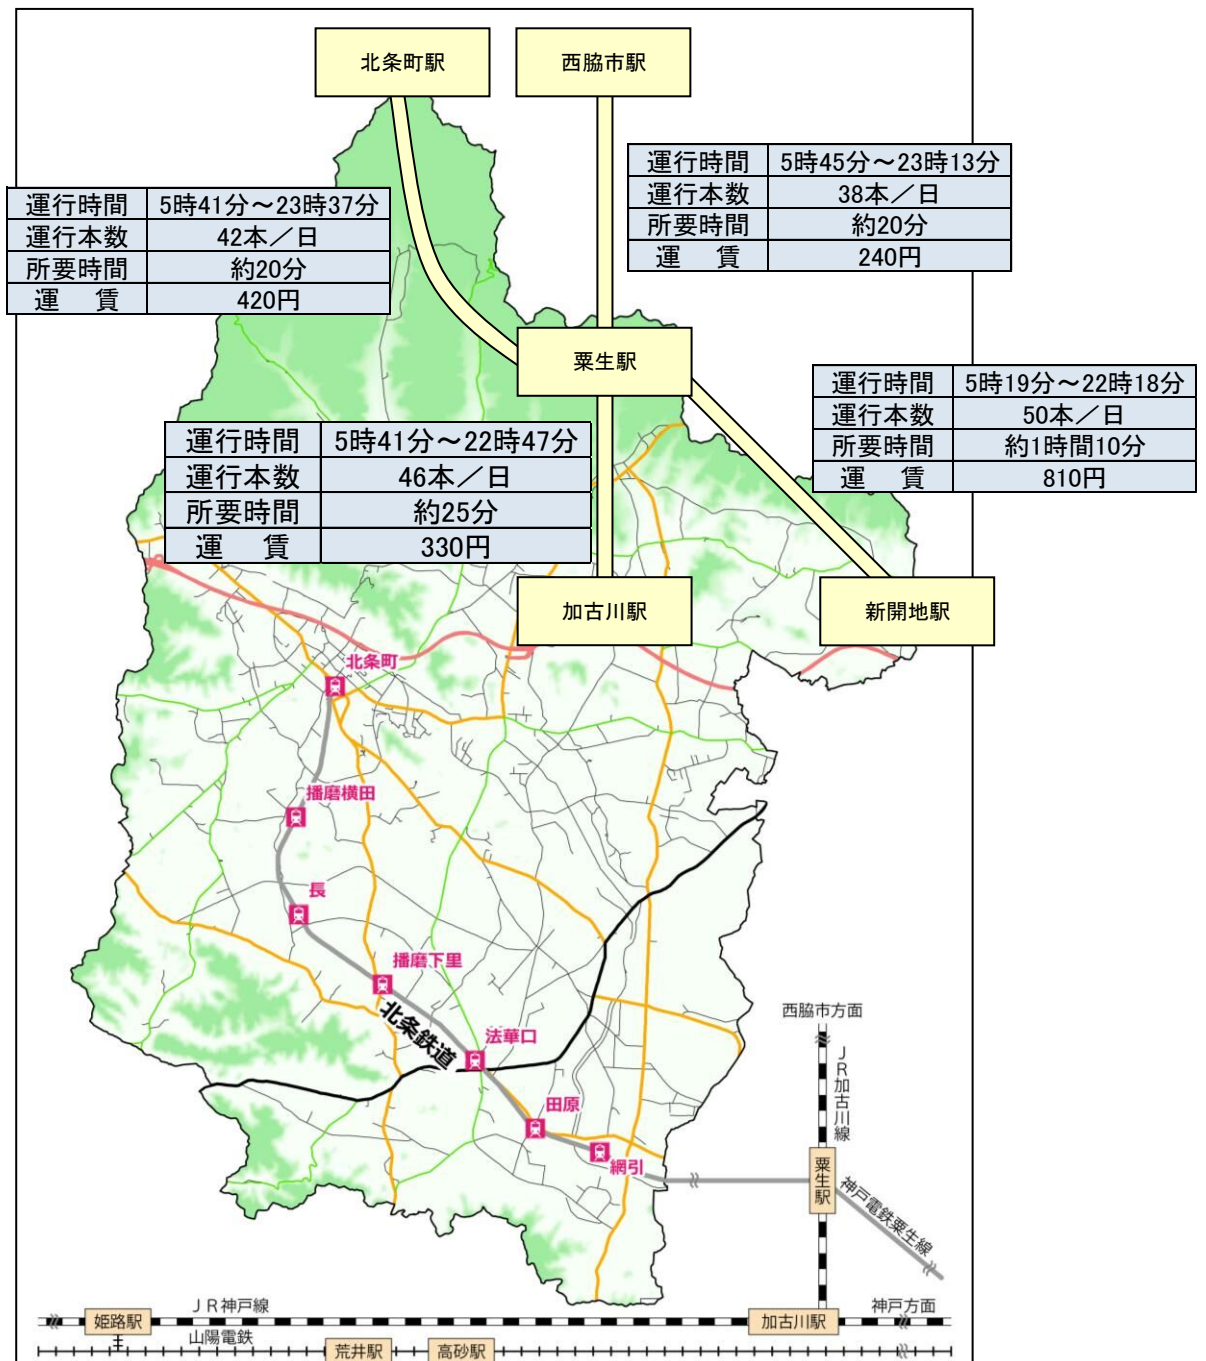 北条町駅
西脇市駅
運行時間 5時45分～23時13分
運行本数 38本／日
所要時間 約20分
運　賃 240円
運行時間 5時41分～23時37分
運行本数 42本／日
所要時間 約20分
運　賃 420円
粟生駅
運行時間 5時19分～22時18分
運行本数 50本／日
所要時間 約1時間10分
運　賃 810円
運行時間 5時41分～22時47分
運行本数 46本／日
所要時間 約25分
運　賃 330円
加古川駅
新開地駅
北条町
播磨横田
長
播磨下里
北条鉄道
法華口
田原
網引
西脇市方面
ＪＲ加古川線
粟生駅
神戸電鉄粟生線
ＪＲ神戸線
神戸方面
姫路駅
加古川駅
山陽電鉄
荒井駅
高砂駅